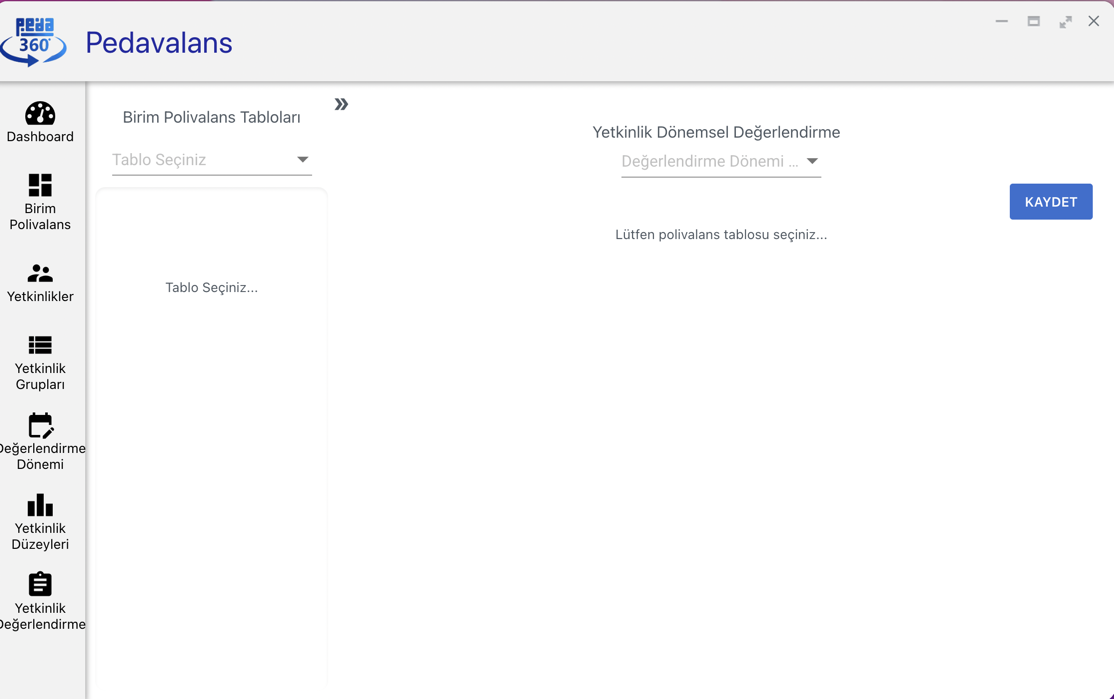 Peda
360°
Pedavalans
Dashboard
Birim
Polivalans
Yetkinlikler
Yetkinlik
Grupları
Değerlendirme
Dönemi
Yetkinlik
Düzeyleri
Yetkinlik
Değerlendirme
Birim Polivalans Tabloları
Tablo Seçiniz
Tablo Seçiniz...
Yetkinlik Dönemsel Değerlendirme
Değerlendirme Dönemi ...
KAYDET
Lütfen polivalans tablosu seçiniz...